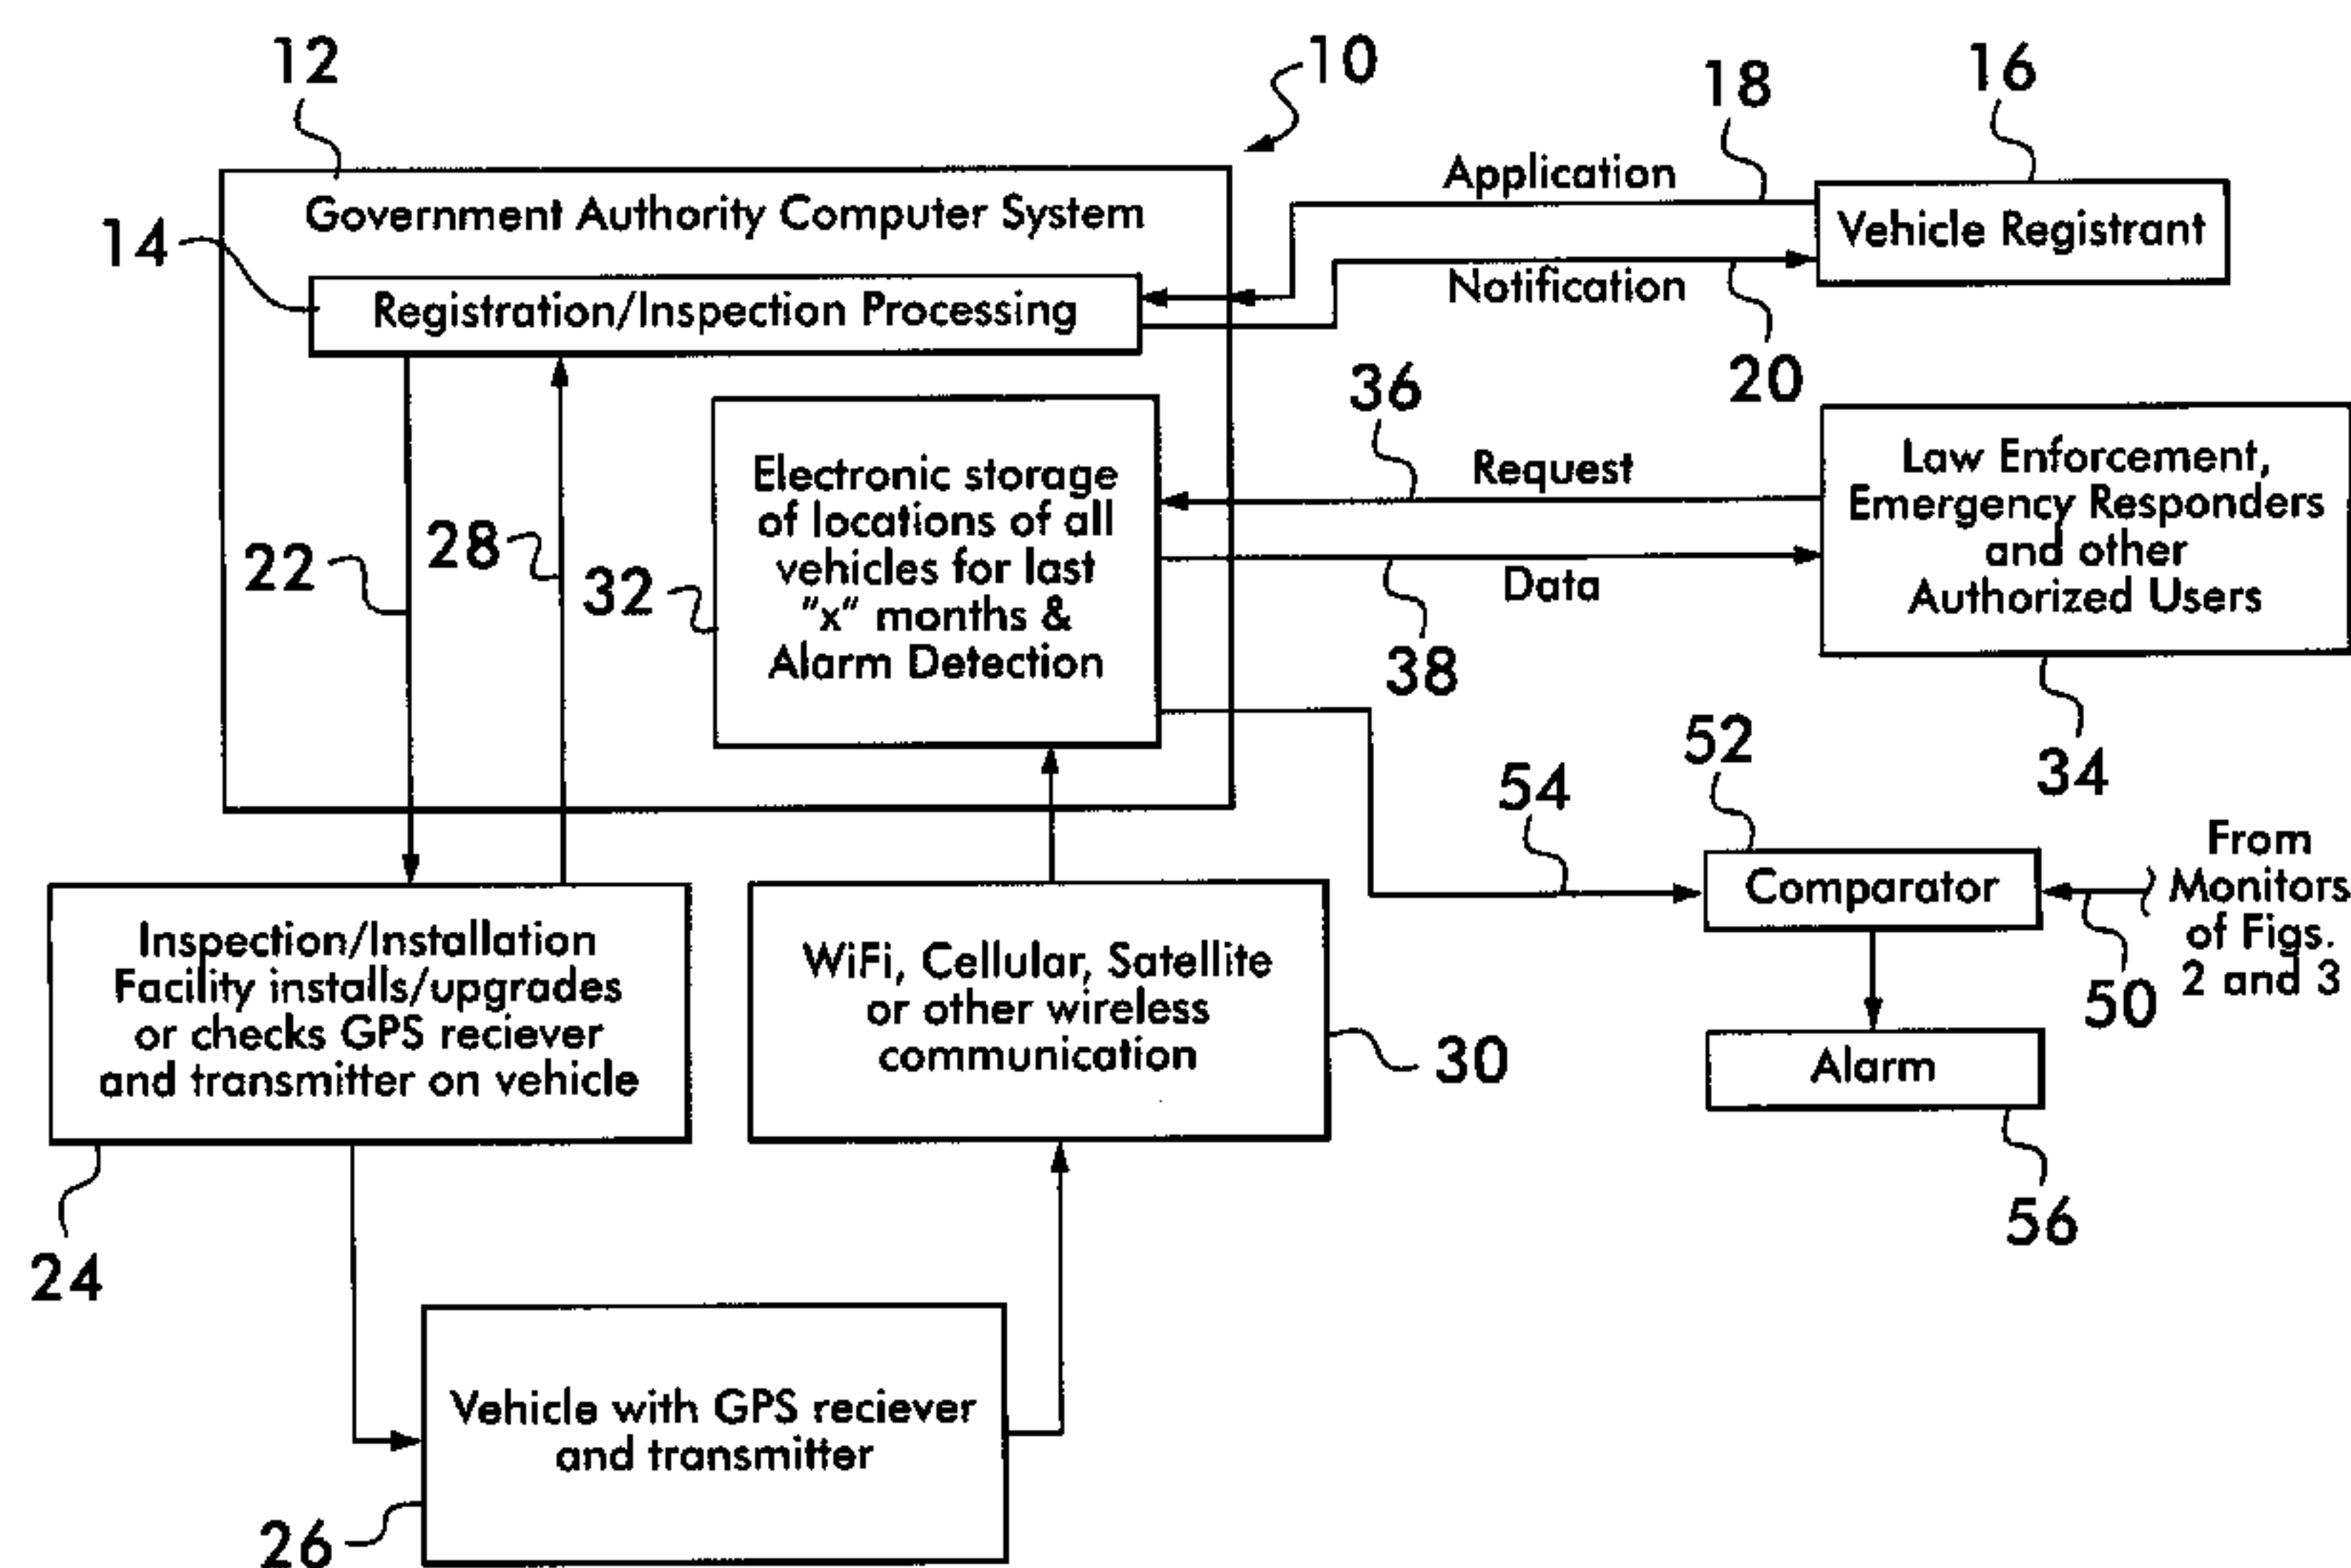 12
10
18
16
Application
Government Authority Computer System
Vehicle Registrant
14
Registration/Inspection Processing
Notification
20
36
Electronic storage
of locations of all
vehicles for last
"x" months &
Alarm Detection
Request
Law Enforcement,
Emergency Responders
and other
Authorized Users
22
28
32
Data
38
52
34
54
From
Monitors
of Figs.
2 and 3
Comparator
50
Inspection/Installation
Facility installs/upgrades
or checks GPS reciever
and transmitter on vehicle
WiFi, Cellular, Satellite
or other wireless
communication
30
Alarm
56
24
Vehicle with GPS reciever
and transmitter
26